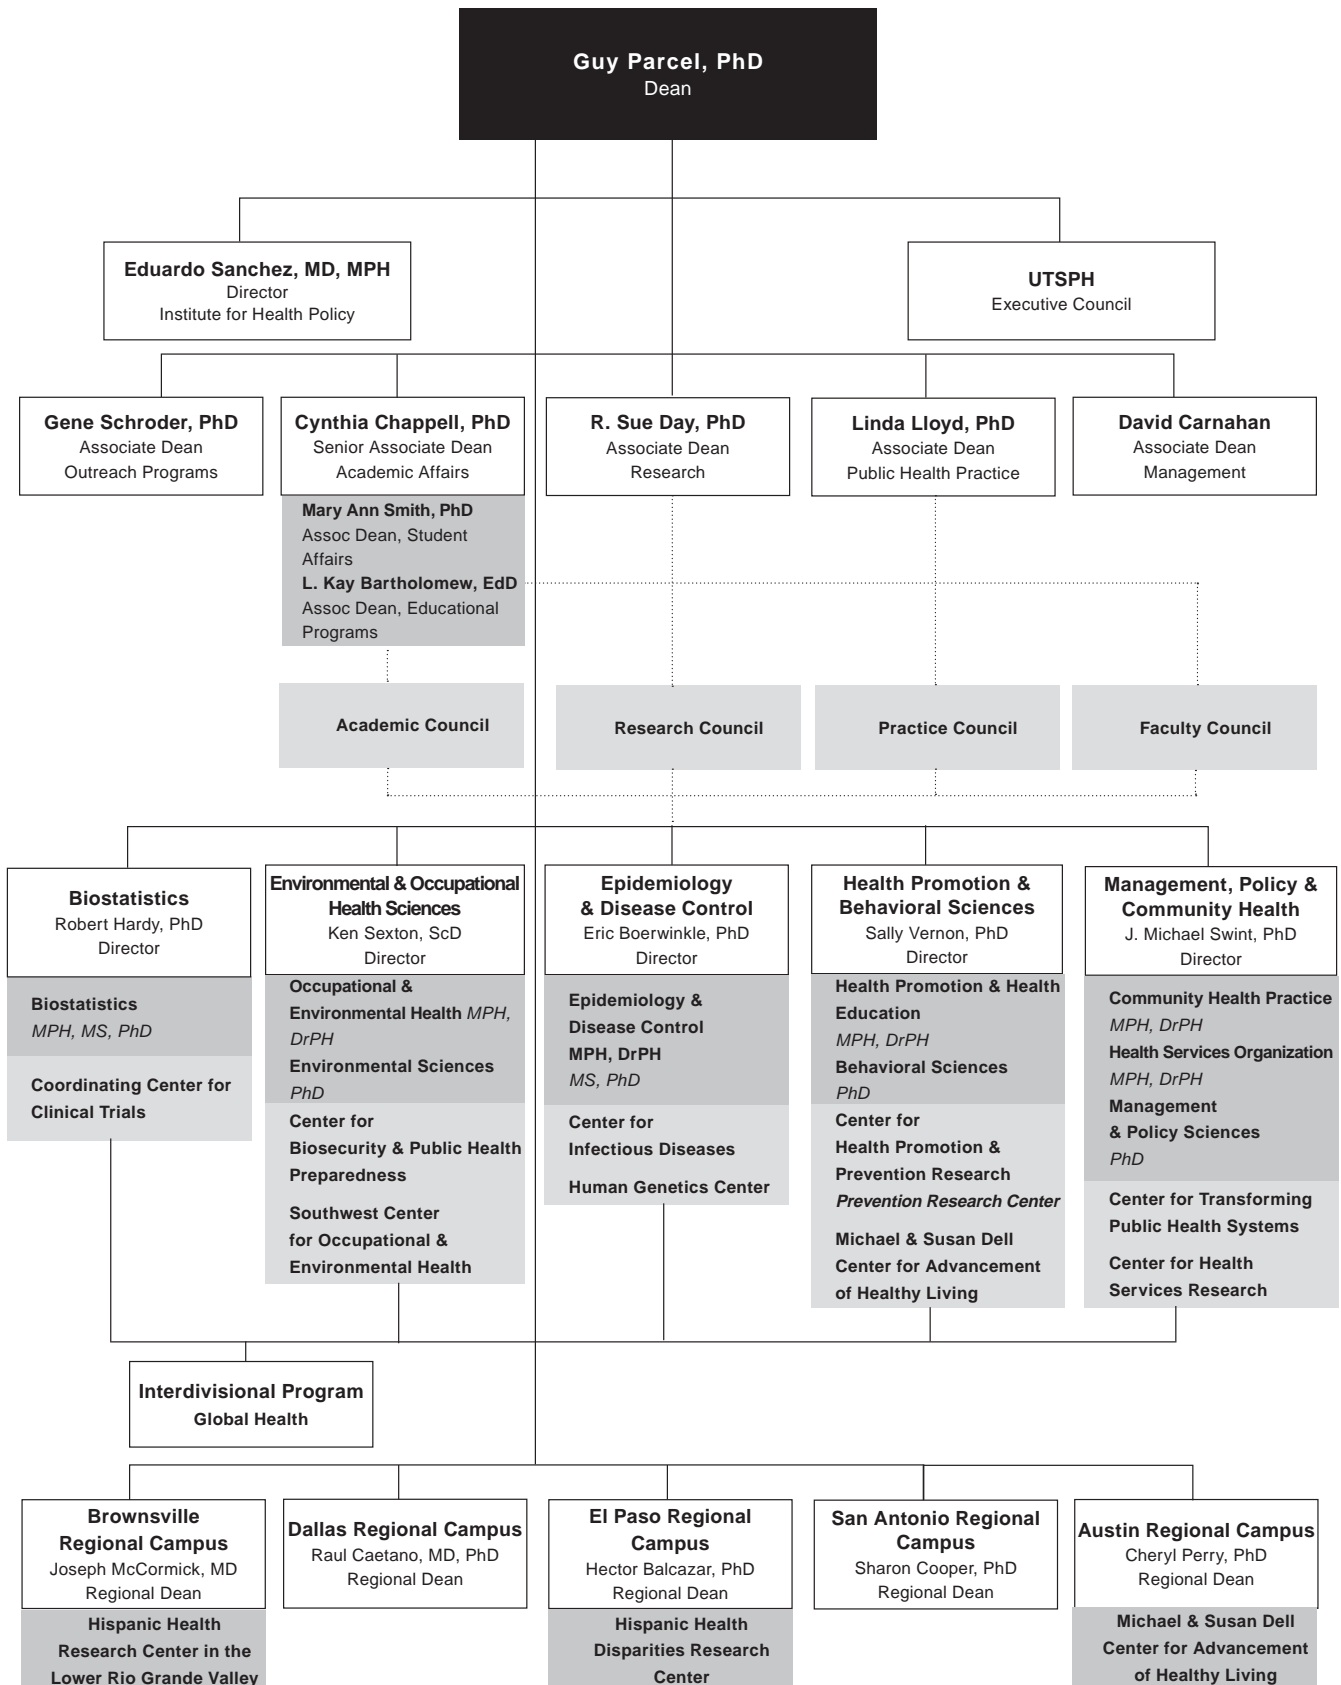 Guy Parcel, PhD
Dean
Eduardo Sanchez, MD, MPH
Director
Institute for Health Policy
UTSPH
Executive Council
Gene Schroder, PhD
Associate Dean
Outreach Programs
Cynthia Chappell, PhD
Senior Associate Dean
Academic Affairs
Mary Ann Smith, PhD
Assoc Dean, Student
Affairs
L. Kay Bartholomew, EdD
Assoc Dean, Educational
Programs
R. Sue Day, PhD
Associate Dean
Research
Linda Lloyd, PhD
Associate Dean
Public Health Practice
David Carnahan
Associate Dean
Management
Academic Council
Research Council
Practice Council
Faculty Council
Biostatistics
Robert Hardy, PhD
Director
Biostatistics
MPH, MS, PhD
Coordinating Center for
Clinical Trials
Environmental & Occupational
Health Sciences
Ken Sexton, ScD
Director
Occupational &
Environmental Health MPH,
DrPH
Environmental Sciences
PhD
Center for
Biosecurity & Public Health
Preparedness
Southwest Center
for Occupational &
Environmental Health
Epidemiology
& Disease Control
Eric Boerwinkle, PhD
Director
Epidemiology &
Disease Control
MPH, DrPH
MS, PhD
Center for
Infectious Diseases
Human Genetics Center
Health Promotion &
Behavioral Sciences
Sally Vernon, PhD
Director
Health Promotion & Health
Education
MPH, DrPH
Behavioral Sciences
PhD
Center for
Health Promotion &
Prevention Research
Prevention Research Center
Michael & Susan Dell
Center for Advancement
of Healthy Living
Management, Policy &
Community Health
J. Michael Swint, PhD
Director
Community Health Practice
MPH, DrPH
Health Services Organization
MPH, DrPH
Management
& Policy Sciences
PhD
Center for Transforming
Public Health Systems
Center for Health
Services Research
Interdivisional Program
Global Health
Brownsville
Regional Campus
Joseph McCormick, MD
Regional Dean
Hispanic Health
Research Center in the
Lower Rio Grande Valley
Dallas Regional Campus
Raul Caetano, MD, PhD
Regional Dean
El Paso Regional
Campus
Hector Balcazar, PhD
Regional Dean
Hispanic Health
Disparities Research
Center
San Antonio Regional
Campus
Sharon Cooper, PhD
Regional Dean
Austin Regional Campus
Cheryl Perry, PhD
Regional Dean
Michael & Susan Dell
Center for Advancement
of Healthy Living